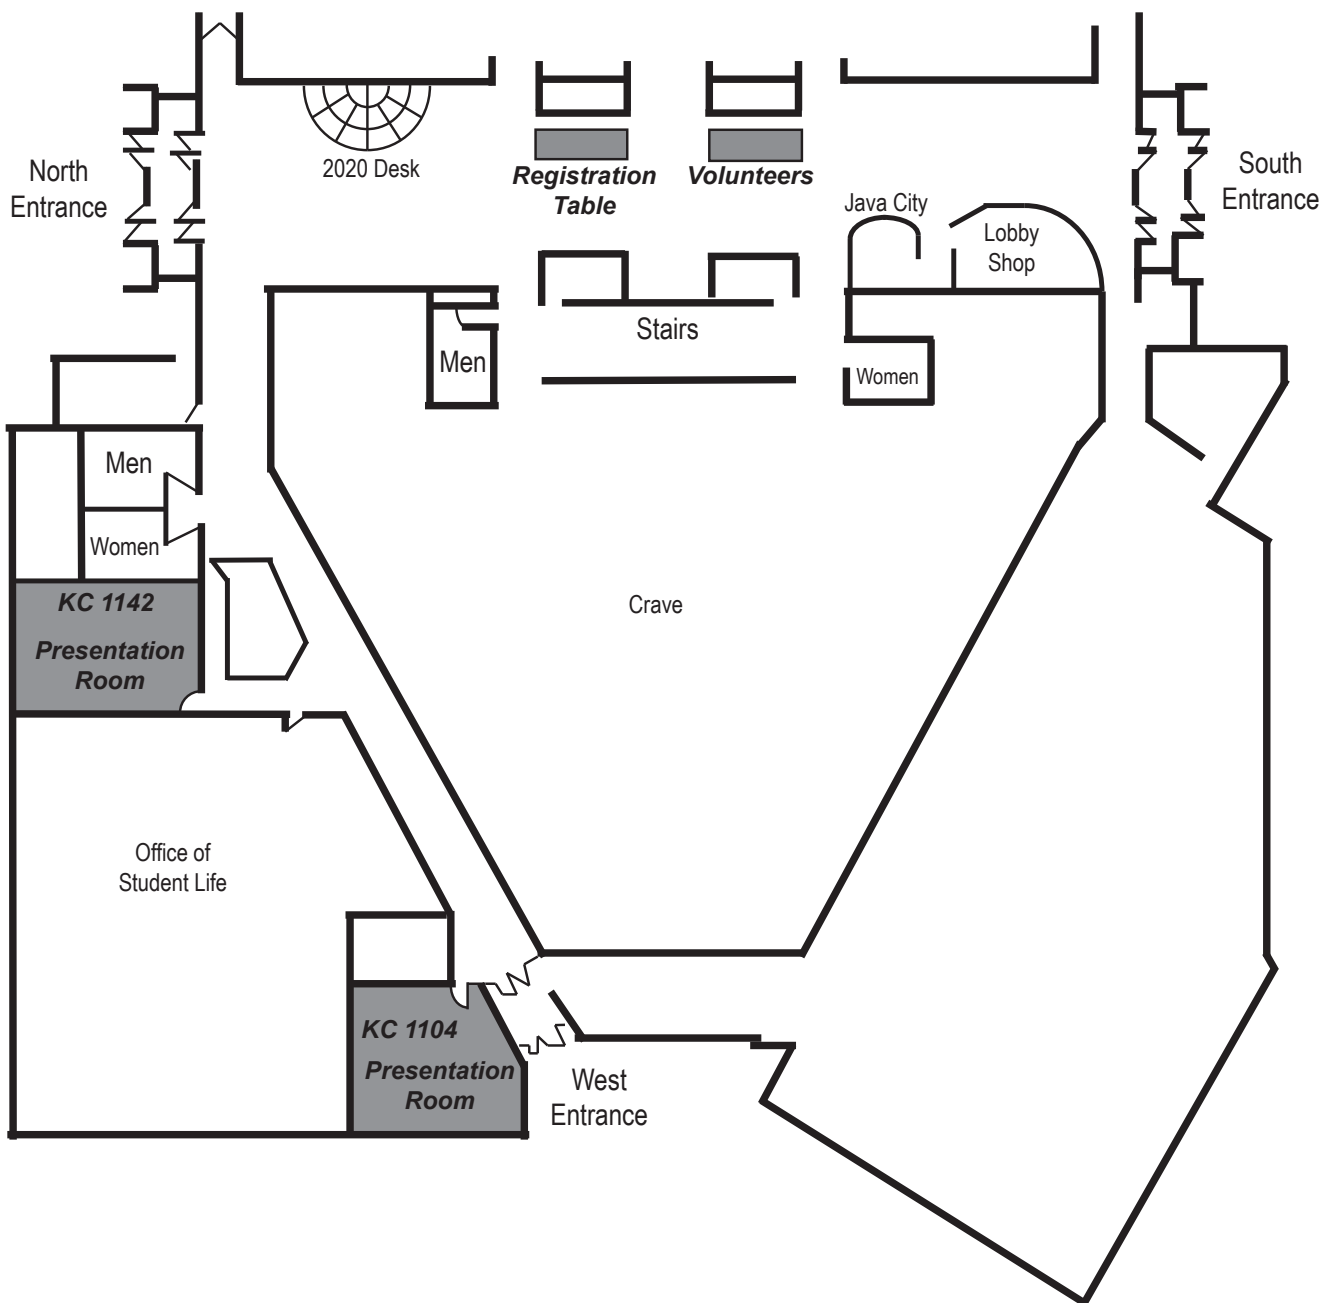 North
Entrance
2020 Desk
Registration
Table
Volunteers
South
Entrance
Java City
Lobby
Shop
Stairs
Men
Women
Men
Women
KC 1142
Presentation
Room
Crave
Office of
Student Life
KC 1104
Presentation
Room
West
Entrance